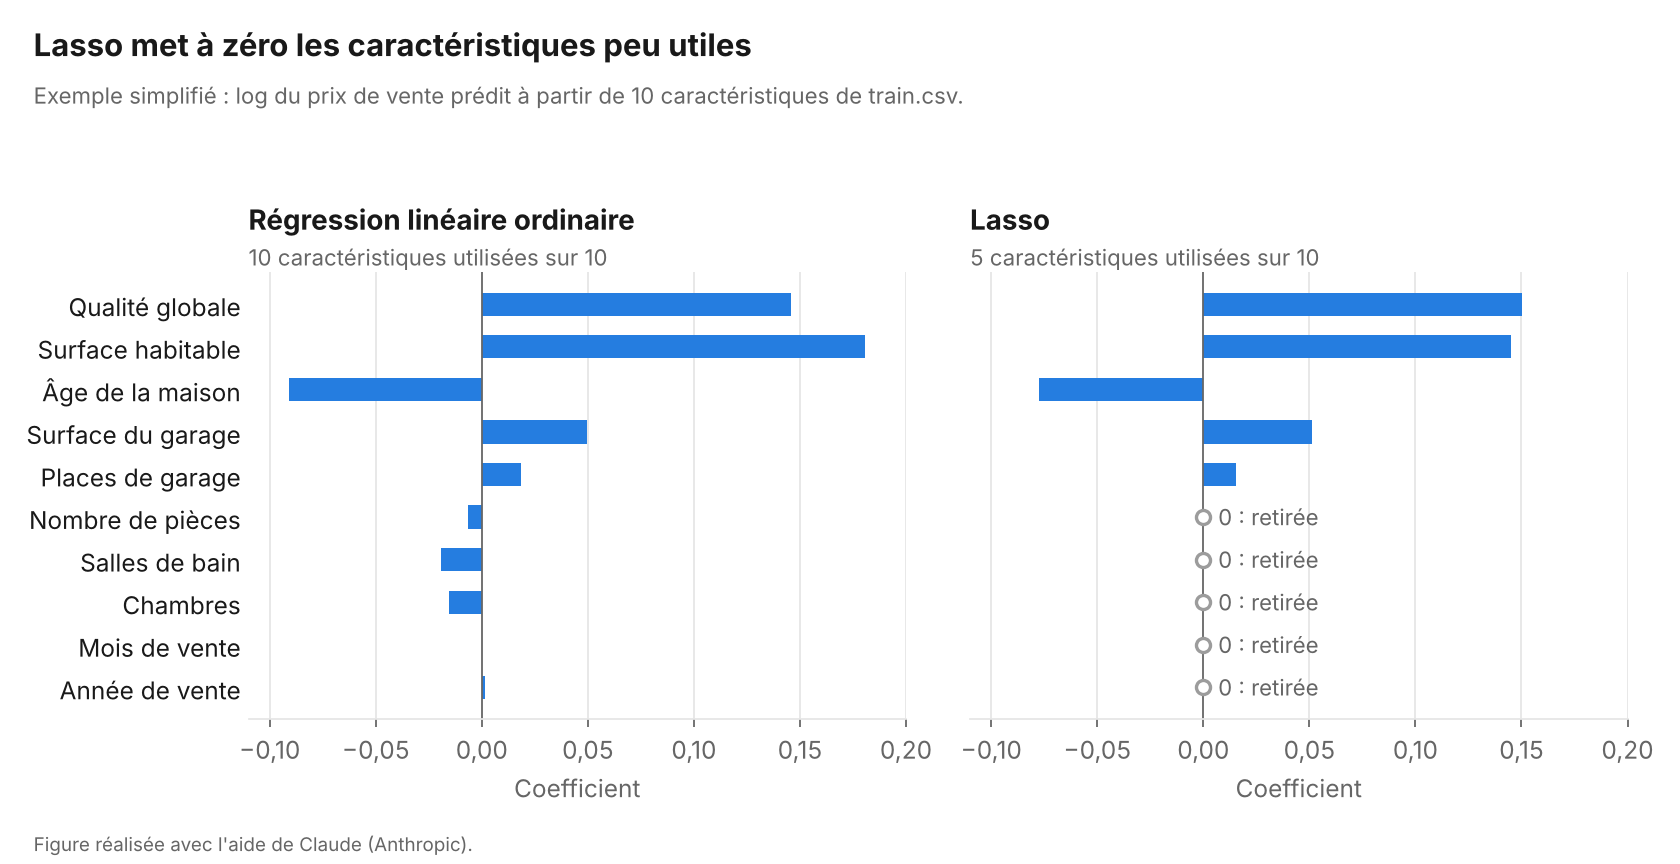 Lasso met à zéro les caractéristiques peu utiles
Exemple simplifié : log du prix de vente prédit à partir de 10 caractéristiques de train.csv.
Régression linéaire ordinaire
10 caractéristiques utilisées sur 10
Qualité globale
Surface habitable
Âge de la maison
Surface du garage
Places de garage
Nombre de pièces
Salles de bain
Chambres
Mois de vente
Année de vente
−0,10 −0,05 0,00 0,05 0,10 0,15 0,20
Coefficient
Lasso
5 caractéristiques utilisées sur 10
0 : retirée
0 : retirée
0 : retirée
0 : retirée
0 : retirée
−0,10 −0,05 0,00 0,05 0,10 0,15 0,20
Coefficient
Figure réalisée avec l'aide de Claude (Anthropic).